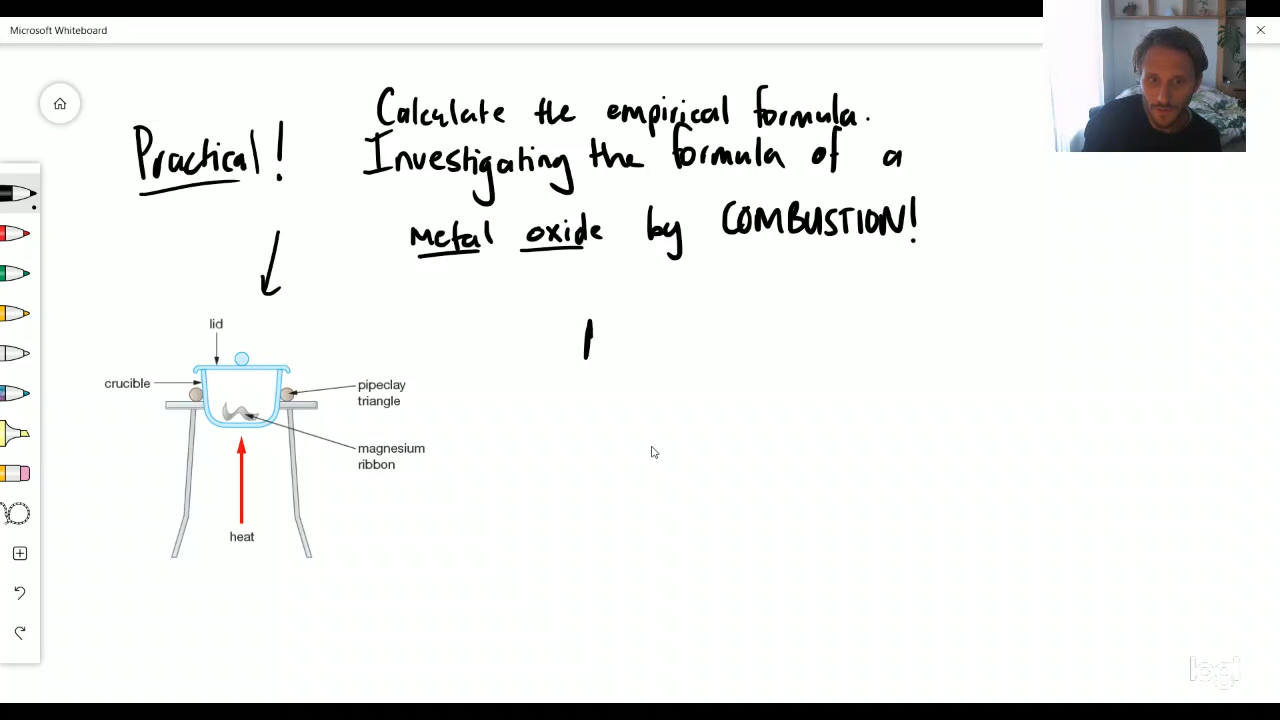 Microsoft Whiteboard
Calculate the empirical formula.
Practical!
Investigating the formula of a
metal oxide by COMBUSTION!
lid
crucible
pipeclay
triangle
magnesium
ribbon
heat
logi